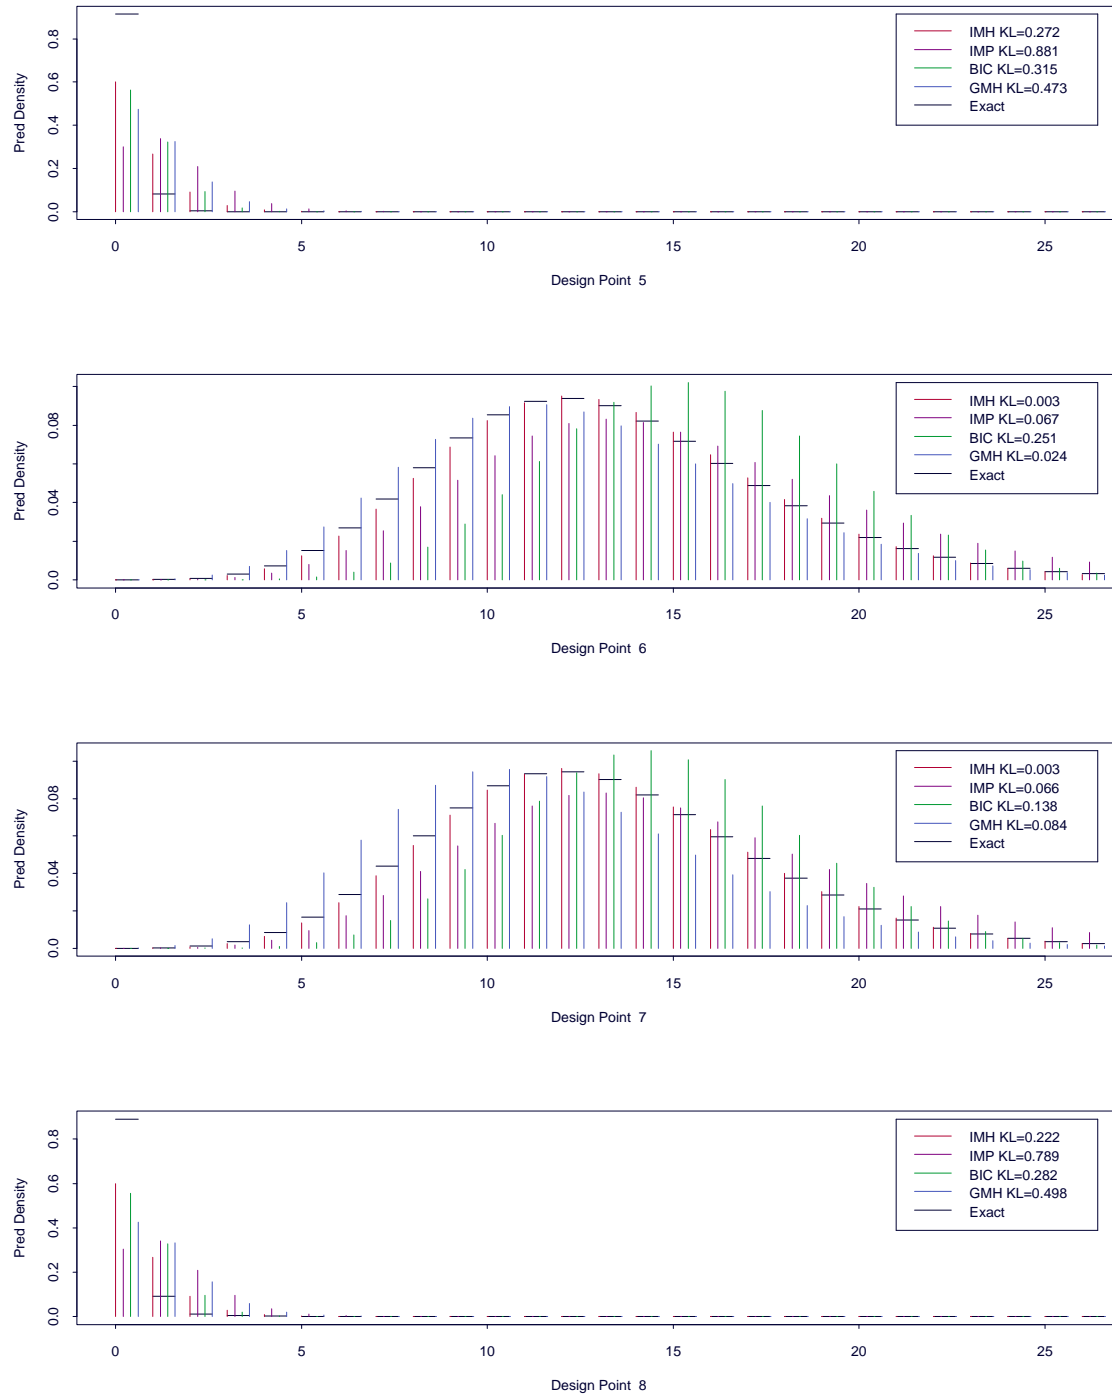 IMH KL=0.272
IMP KL=0.881
BIC KL=0.315
GMH KL=0.473
Exact
Pred Density
0.0 0.2 0.4 0.6 0.8
0 5 10 15 20 25
Design Point 5
IMH KL=0.003
IMP KL=0.067
BIC KL=0.251
GMH KL=0.024
Exact
Pred Density
0.0 0.04 0.08
0 5 10 15 20 25
Design Point 6
IMH KL=0.003
IMP KL=0.066
BIC KL=0.138
GMH KL=0.084
Exact
Pred Density
0.0 0.04 0.08
0 5 10 15 20 25
Design Point 7
IMH KL=0.222
IMP KL=0.789
BIC KL=0.282
GMH KL=0.498
Exact
Pred Density
0.0 0.2 0.4 0.6 0.8
0 5 10 15 20 25
Design Point 8